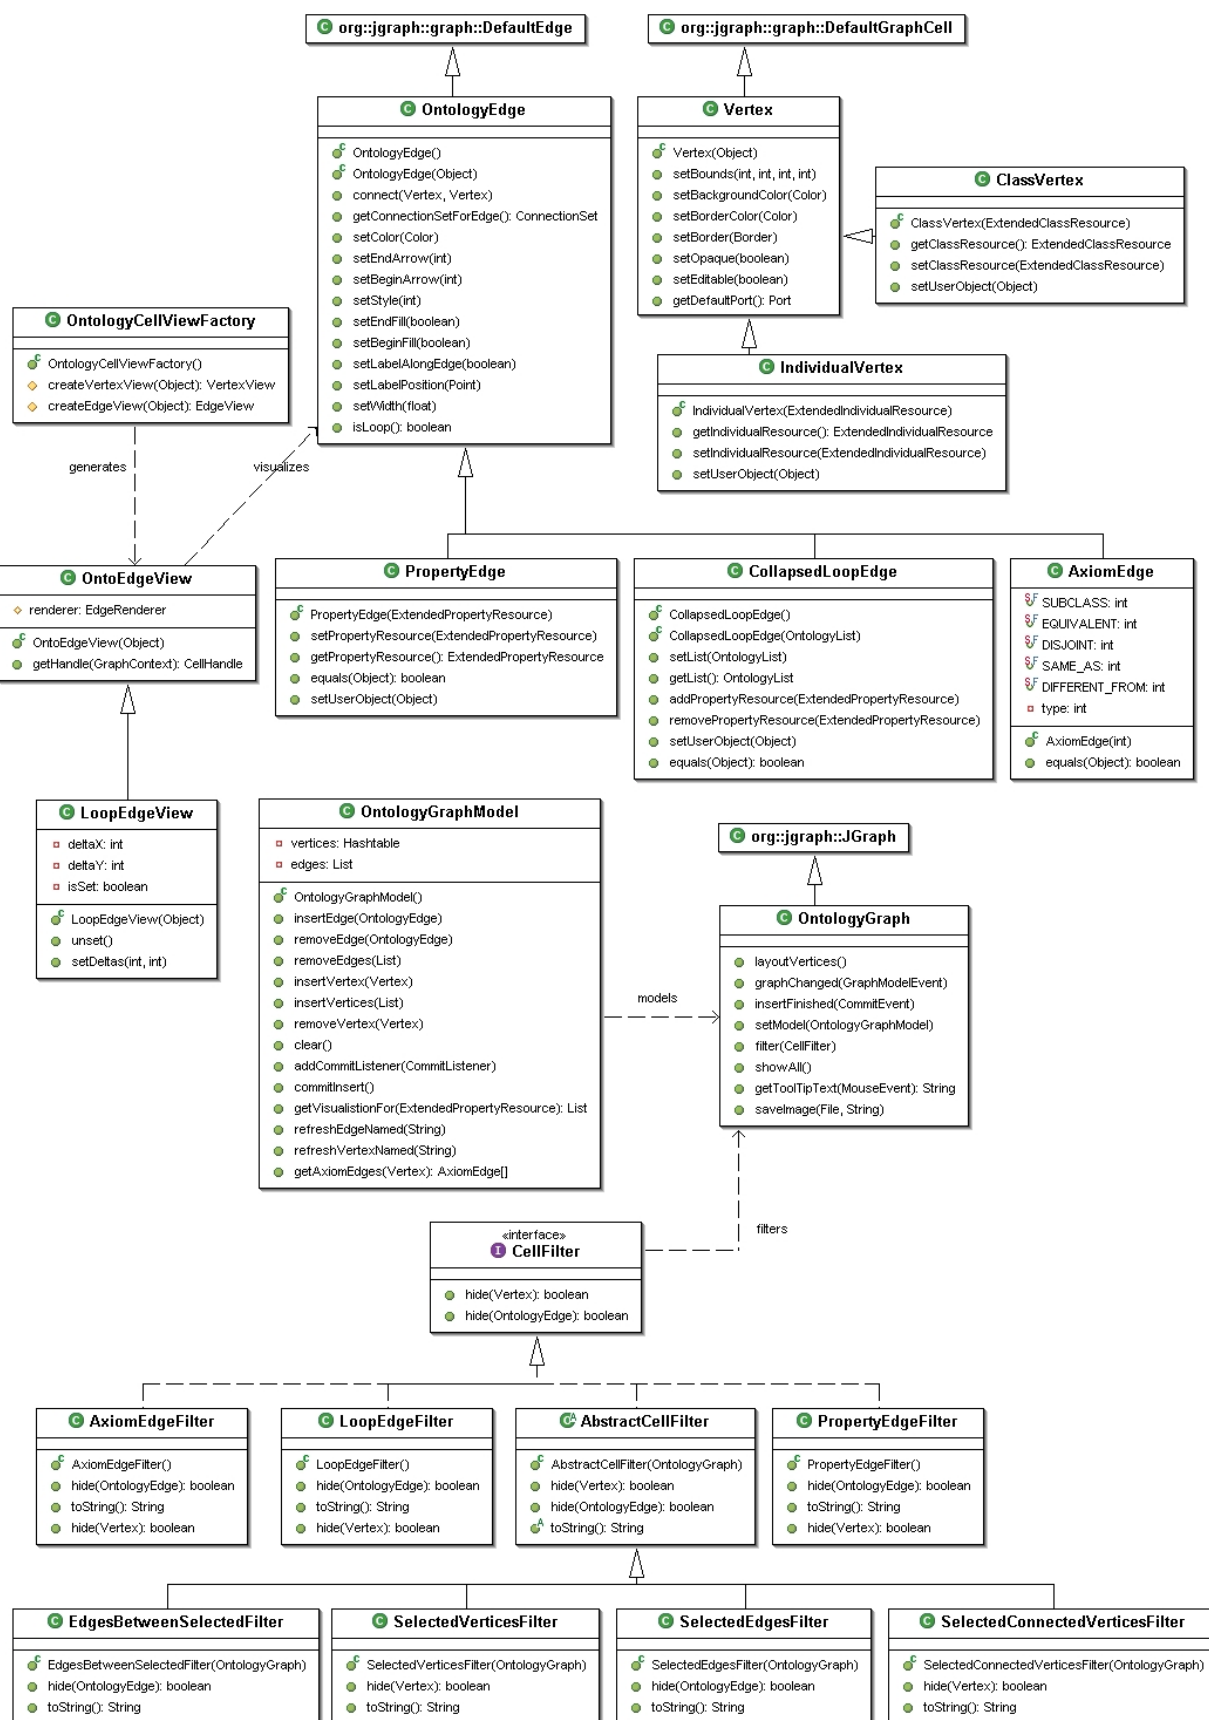 org::jgraph::graph::DefaultEdge
org::jgraph::graph::DefaultGraphCell
OntologyEdge
OntologyEdge()
OntologyEdge(Object)
connect(Vertex, Vertex)
getConnectionSetForEdge(): ConnectionSet
setColor(Color)
setEndArrow(int)
setBeginArrow(int)
setStyle(int)
setEndFill(boolean)
setBeginFill(boolean)
setLabelAlongEdge(boolean)
setLabelPosition(Point)
setWidth(float)
isLoop(): boolean
Vertex
Vertex(Object)
setBounds(int, int, int, int)
setBackgroundColor(Color)
setBorderColor(Color)
setBorder(Border)
setOpaque(boolean)
setEditable(boolean)
getDefaultPort(): Port
ClassVertex
ClassVertex(ExtendedClassResource)
getClassResource(): ExtendedClassResource
setClassResource(ExtendedClassResource)
setUserObject(Object)
OntologyCellViewFactory
OntologyCellViewFactory()
createVertexView(Object): VertexView
createEdgeView(Object): EdgeView
IndividualVertex
IndividualVertex(ExtendedIndividualResource)
getIndividualResource(): ExtendedIndividualResource
setIndividualResource(ExtendedIndividualResource)
setUserObject(Object)
generates
visualizes
OntoEdgeView
renderer: EdgeRenderer
OntoEdgeView(Object)
getHandle(GraphContext): CellHandle
PropertyEdge
PropertyEdge(ExtendedPropertyResource)
setPropertyResource(ExtendedPropertyResource)
getPropertyResource(): ExtendedPropertyResource
equals(Object): boolean
setUserObject(Object)
CollapsedLoopEdge
CollapsedLoopEdge()
CollapsedLoopEdge(OntologyList)
setList(OntologyList)
getList(): OntologyList
addPropertyResource(ExtendedPropertyResource)
removePropertyResource(ExtendedPropertyResource)
setUserObject(Object)
equals(Object): boolean
AxiomEdge
SUBCLASS: int
EQUIVALENT: int
DISJOINT: int
SAME_AS: int
DIFFERENT_FROM: int
type: int
AxiomEdge(int)
equals(Object): boolean
LoopEdgeView
deltaX: int
deltaY: int
isSet: boolean
LoopEdgeView(Object)
unset()
setDeltas(int, int)
OntologyGraphModel
vertices: Hashtable
edges: List
OntologyGraphModel()
insertEdge(OntologyEdge)
removeEdge(OntologyEdge)
removeEdges(List)
insertVertex(Vertex)
insertVertices(List)
removeVertex(Vertex)
clear()
addCommitListener(CommitListener)
commitInsert()
getVisualistionFor(ExtendedPropertyResource): List
refreshEdgeNamed(String)
refreshVertexNamed(String)
getAxiomEdges(Vertex): AxiomEdge[]
org::jgraph::JGraph
OntologyGraph
layoutVertices()
graphChanged(GraphModelEvent)
insertFinished(CommitEvent)
setModel(OntologyGraphModel)
filter(CellFilter)
showAll()
getToolTipText(MouseEvent): String
saveImage(File, String)
models
«interface»
CellFilter
hide(Vertex): boolean
hide(OntologyEdge): boolean
filters
AxiomEdgeFilter
AxiomEdgeFilter()
hide(OntologyEdge): boolean
toString(): String
hide(Vertex): boolean
LoopEdgeFilter
LoopEdgeFilter()
hide(OntologyEdge): boolean
toString(): String
hide(Vertex): boolean
AbstractCellFilter
AbstractCellFilter(OntologyGraph)
hide(Vertex): boolean
hide(OntologyEdge): boolean
toString(): String
PropertyEdgeFilter
PropertyEdgeFilter()
hide(OntologyEdge): boolean
toString(): String
hide(Vertex): boolean
EdgesBetweenSelectedFilter
EdgesBetweenSelectedFilter(OntologyGraph)
hide(OntologyEdge): boolean
toString(): String
SelectedVerticesFilter
SelectedVerticesFilter(OntologyGraph)
hide(Vertex): boolean
toString(): String
SelectedEdgesFilter
SelectedEdgesFilter(OntologyGraph)
hide(OntologyEdge): boolean
toString(): String
SelectedConnectedVerticesFilter
SelectedConnectedVerticesFilter(OntologyGraph)
hide(Vertex): boolean
toString(): String